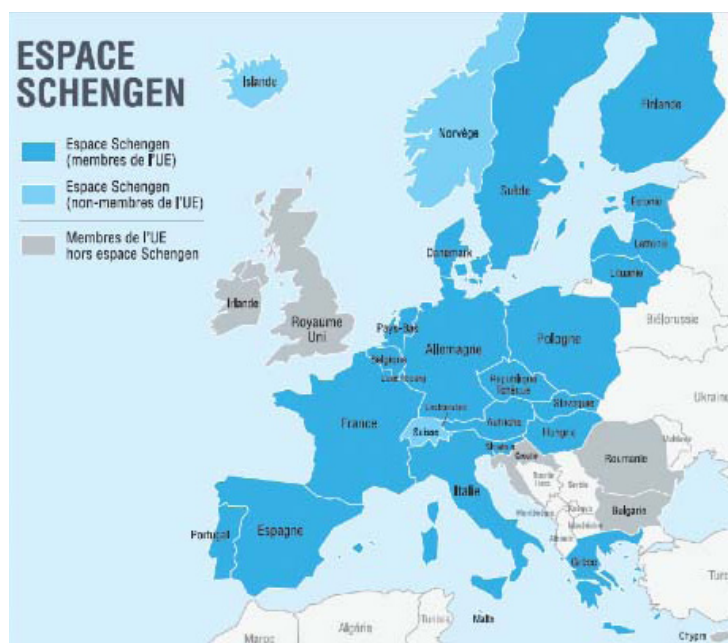 ESPACE
SCHENGEN
Espace Schengen
(membres de l'UE)
Espace Schengen
(non-membres de l'UE)
Membres de l'UE
hors espace Schengen
Islande
Norvège
Finlande
Suède
Estonie
Lettonie
Lituanie
Danemark
Irlande
Royaume
Uni
Pays-Bas
Biélorussie
Belgique
Allemagne
Pologne
Luxembourg
République
Tchèque
Ukraine
Slovaquie
France
Suisse
Autriche
Hongrie
Croatie
Roumanie
Serbie
Italie
Bulgarie
Portugal
Espagne
Grèce
Malte
Maroc
Algérie
Tunisie